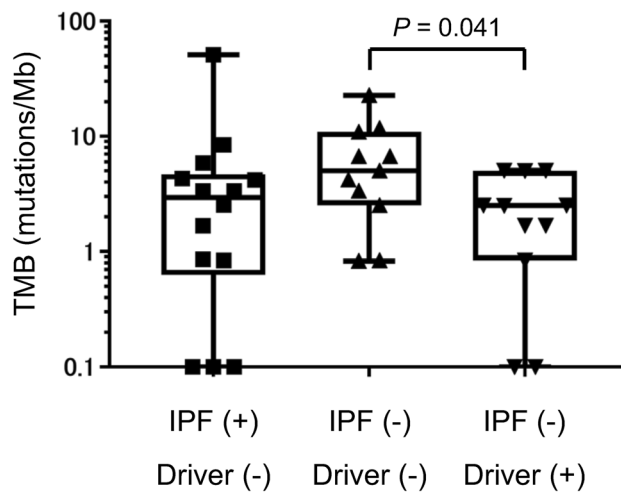 100
P = 0.041
10
1
0.1
TMB (mutations/Mb)
IPF (+) IPF (-) IPF (-)
Driver (-) Driver (-) Driver (+)